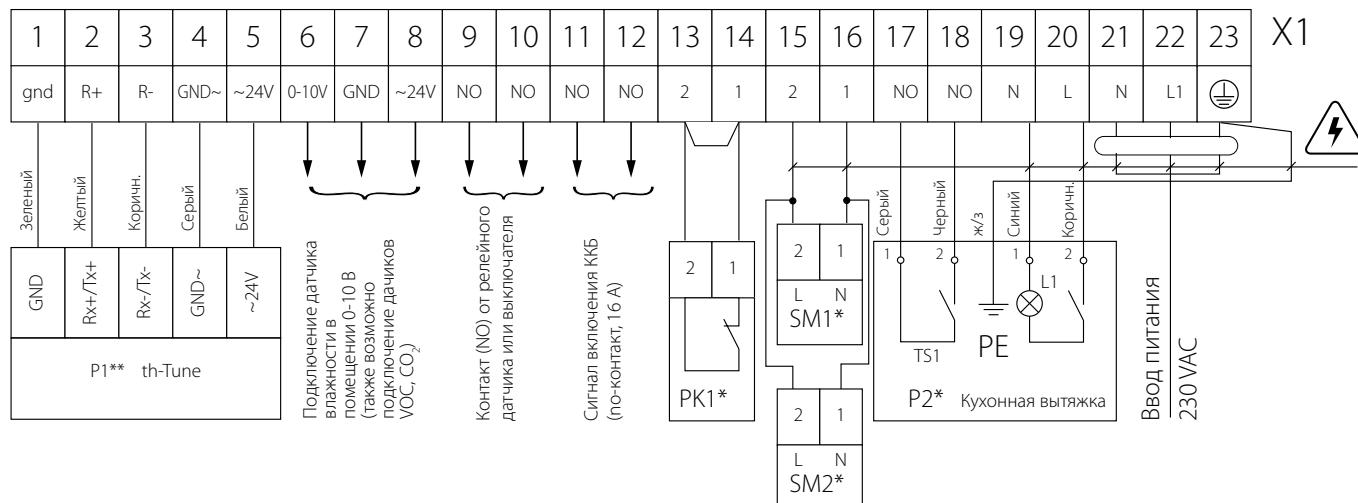 1 2 3 4 5 6 7 8 9 10 11 12 13 14 15 16 17 18 19 20 21 22 23 X1
gnd R+ R- GND~ ~24V 0-10V GND ~24V NO NO NO NO 2 1 2 1 NO NO N L N L1
Зеленый
Желтый
Коричн.
Серый
Белый
GND
Rx+/Tx+
Rx-/Tx-
GND~
~24V
P1** th-Tune
Подключение датчика
влажности в
помещении 0-10 В
(также возможно
подключение дачиков
VOC, CO₂)
Контакт (NO) от релейного
датчика или выключателя
Сигнал включения ККБ
(no-контакт, 16 А)
2 1
PK1*
2 1
L N
SM1*
2 1
L N
SM2*
Серый
Черный
ж/з
Синий
Коричн.
1 2 1 2
L1
TS1
PE
P2* Кухонная вытяжка
Ввод питания
230 VAC